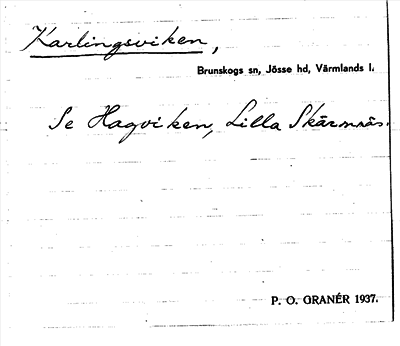 Karlingsviken,
Brunskogs sn, Jösse hd, Värmlands l.
Se Hagviken, Lilla Skärmnäs.
P. O. GRANÉR 1937.